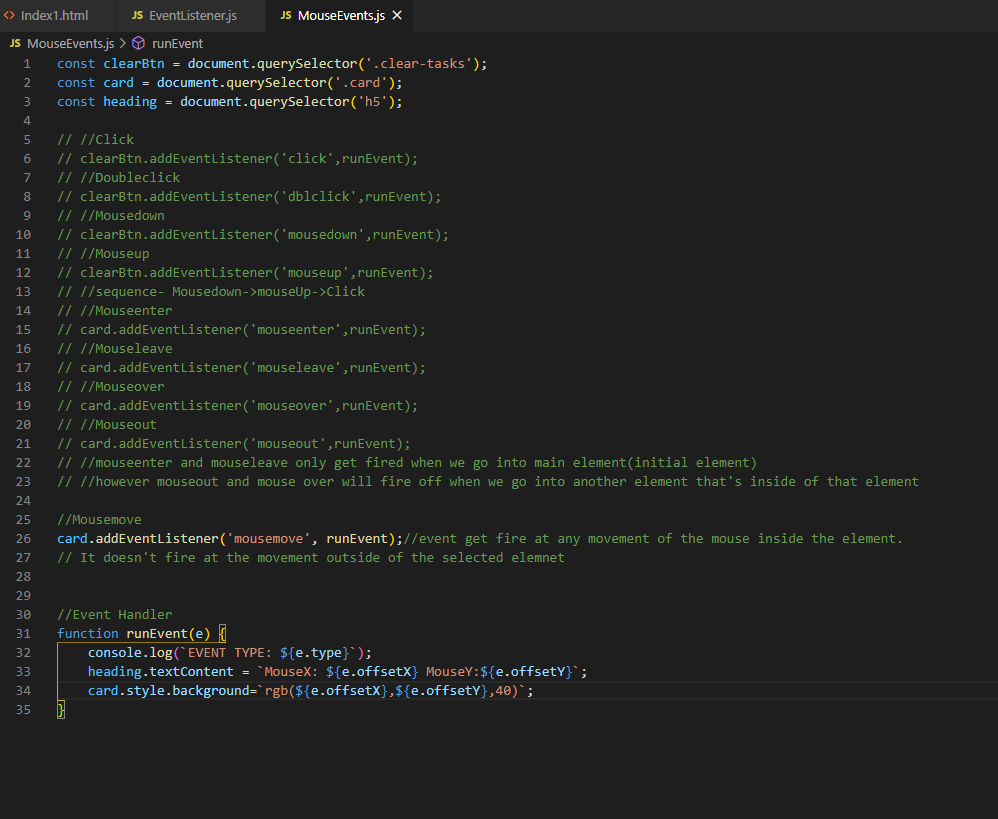 Index1.html JS EventListener.js JS MouseEvents.js
JS MouseEvents.js > runEvent
1 const clearBtn = document.querySelector('.clear-tasks');
2 const card = document.querySelector('.card');
3 const heading = document.querySelector('h5');
4
5 // //Click
6 // clearBtn.addEventListener('click',runEvent);
7 // //Doubleclick
8 // clearBtn.addEventListener('dblclick',runEvent);
9 // //Mousedown
10 // clearBtn.addEventListener('mousedown',runEvent);
11 // //Mouseup
12 // clearBtn.addEventListener('mouseup',runEvent);
13 // //sequence- Mousedown->mouseUp->Click
14 // //Mouseenter
15 // card.addEventListener('mouseenter',runEvent);
16 // //Mouseleave
17 // card.addEventListener('mouseleave',runEvent);
18 // //Mouseover
19 // card.addEventListener('mouseover',runEvent);
20 // //Mouseout
21 // card.addEventListener('mouseout',runEvent);
22 // //mouseenter and mouseleave only get fired when we go into main element(initial element)
23 // //however mouseout and mouse over will fire off when we go into another element that's inside of that element
24
25 //Mousemove
26 card.addEventListener('mousemove', runEvent);//event get fire at any movement of the mouse inside the element.
27 // It doesn't fire at the movement outside of the selected elemnet
28
29
30 //Event Handler
31 function runEvent(e) {
32 console.log(`EVENT TYPE: ${e.type}`);
33 heading.textContent = `MouseX: ${e.offsetX} MouseY:${e.offsetY}`;
34 card.style.background=`rgb(${e.offsetX},${e.offsetY},40)`;
35 }